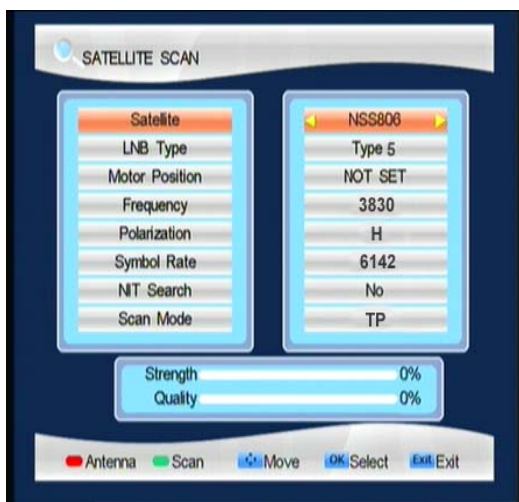 SATELLITE SCAN
Satellite NSS806
LNB Type Type 5
Motor Position NOT SET
Frequency 3830
Polarization H
Symbol Rate 6142
NIT Search No
Scan Mode TP
Strength 0%
Quality 0%
Antenna Scan Move OK Select Exit Exit